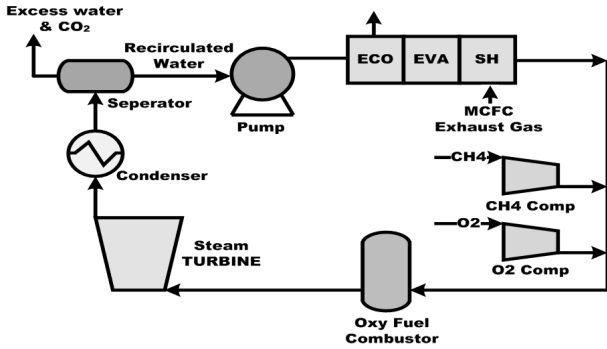 Excess water
& CO₂
Recirculated
Water
ECO
EVA
SH
Seperator
Pump
MCFC
Exhaust Gas
Condenser
CH4
CH4 Comp
Steam
TURBINE
O2
O2 Comp
Oxy Fuel
Combustor